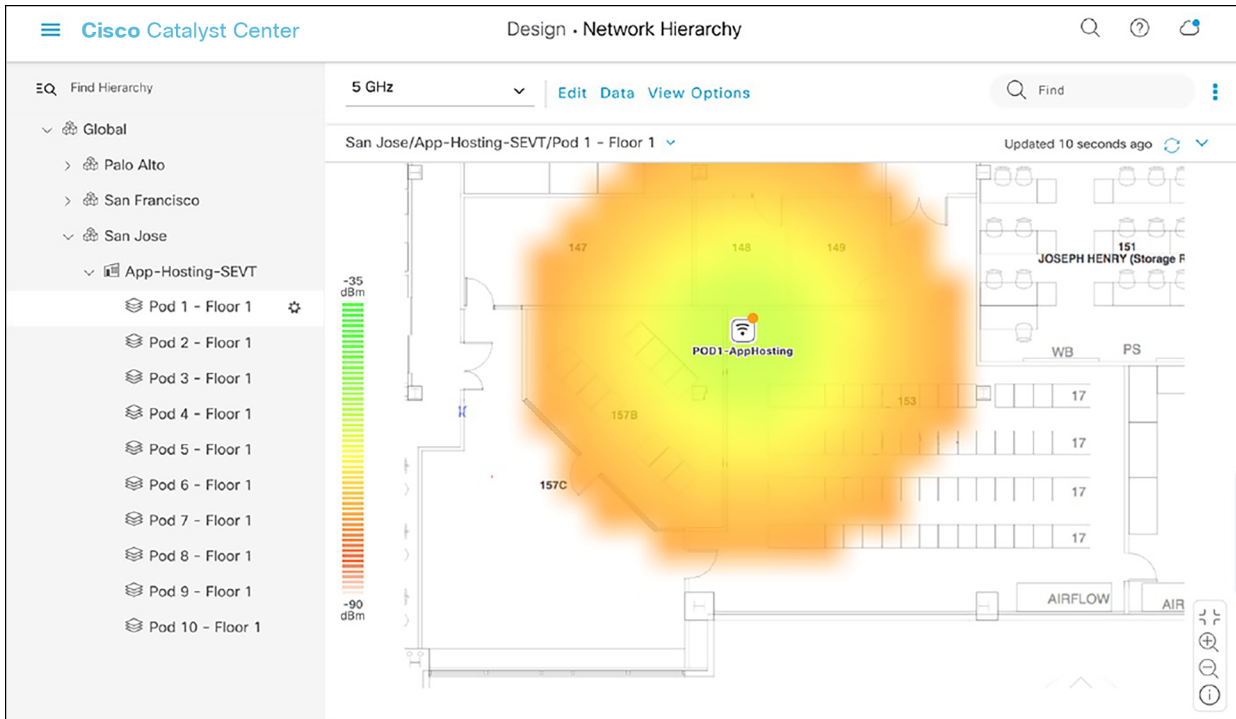 Cisco Catalyst Center
Design • Network Hierarchy
Find Hierarchy
Global
Palo Alto
San Francisco
San Jose
App-Hosting-SEVT
Pod 1 - Floor 1
Pod 2 - Floor 1
Pod 3 - Floor 1
Pod 4 - Floor 1
Pod 5 - Floor 1
Pod 6 - Floor 1
Pod 7 - Floor 1
Pod 8 - Floor 1
Pod 9 - Floor 1
Pod 10 - Floor 1
5 GHz
Edit Data View Options
Find
San Jose/App-Hosting-SEVT/Pod 1 - Floor 1
Updated 10 seconds ago
-35
dBm
-90
dBm
147
148
149
151
JOSEPH HENRY (Storage R
POD1-AppHosting
WB
PS
153
157B
157C
17
17
17
17
AIRFLOW
AIR